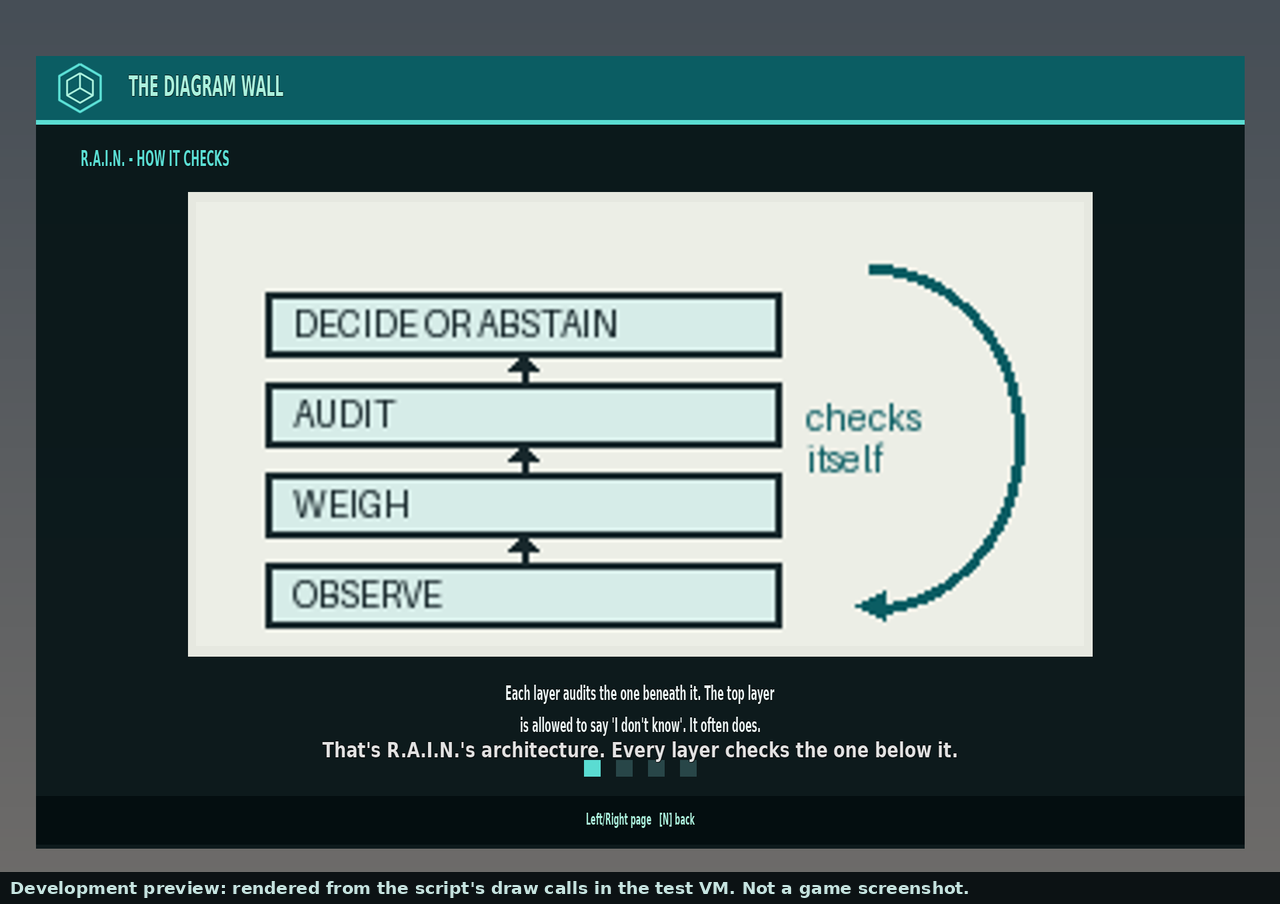 THE DIAGRAM WALL
R.A.I.N. - HOW IT CHECKS
DECIDE OR ABSTAIN
AUDIT
WEIGH
OBSERVE
checks
itself
Each layer audits the one beneath it. The top layer
is allowed to say 'I don't know'. It often does.
That's R.A.I.N.'s architecture. Every layer checks the one below it.
Left/Right page [N] back
Development preview: rendered from the script's draw calls in the test VM. Not a game screenshot.